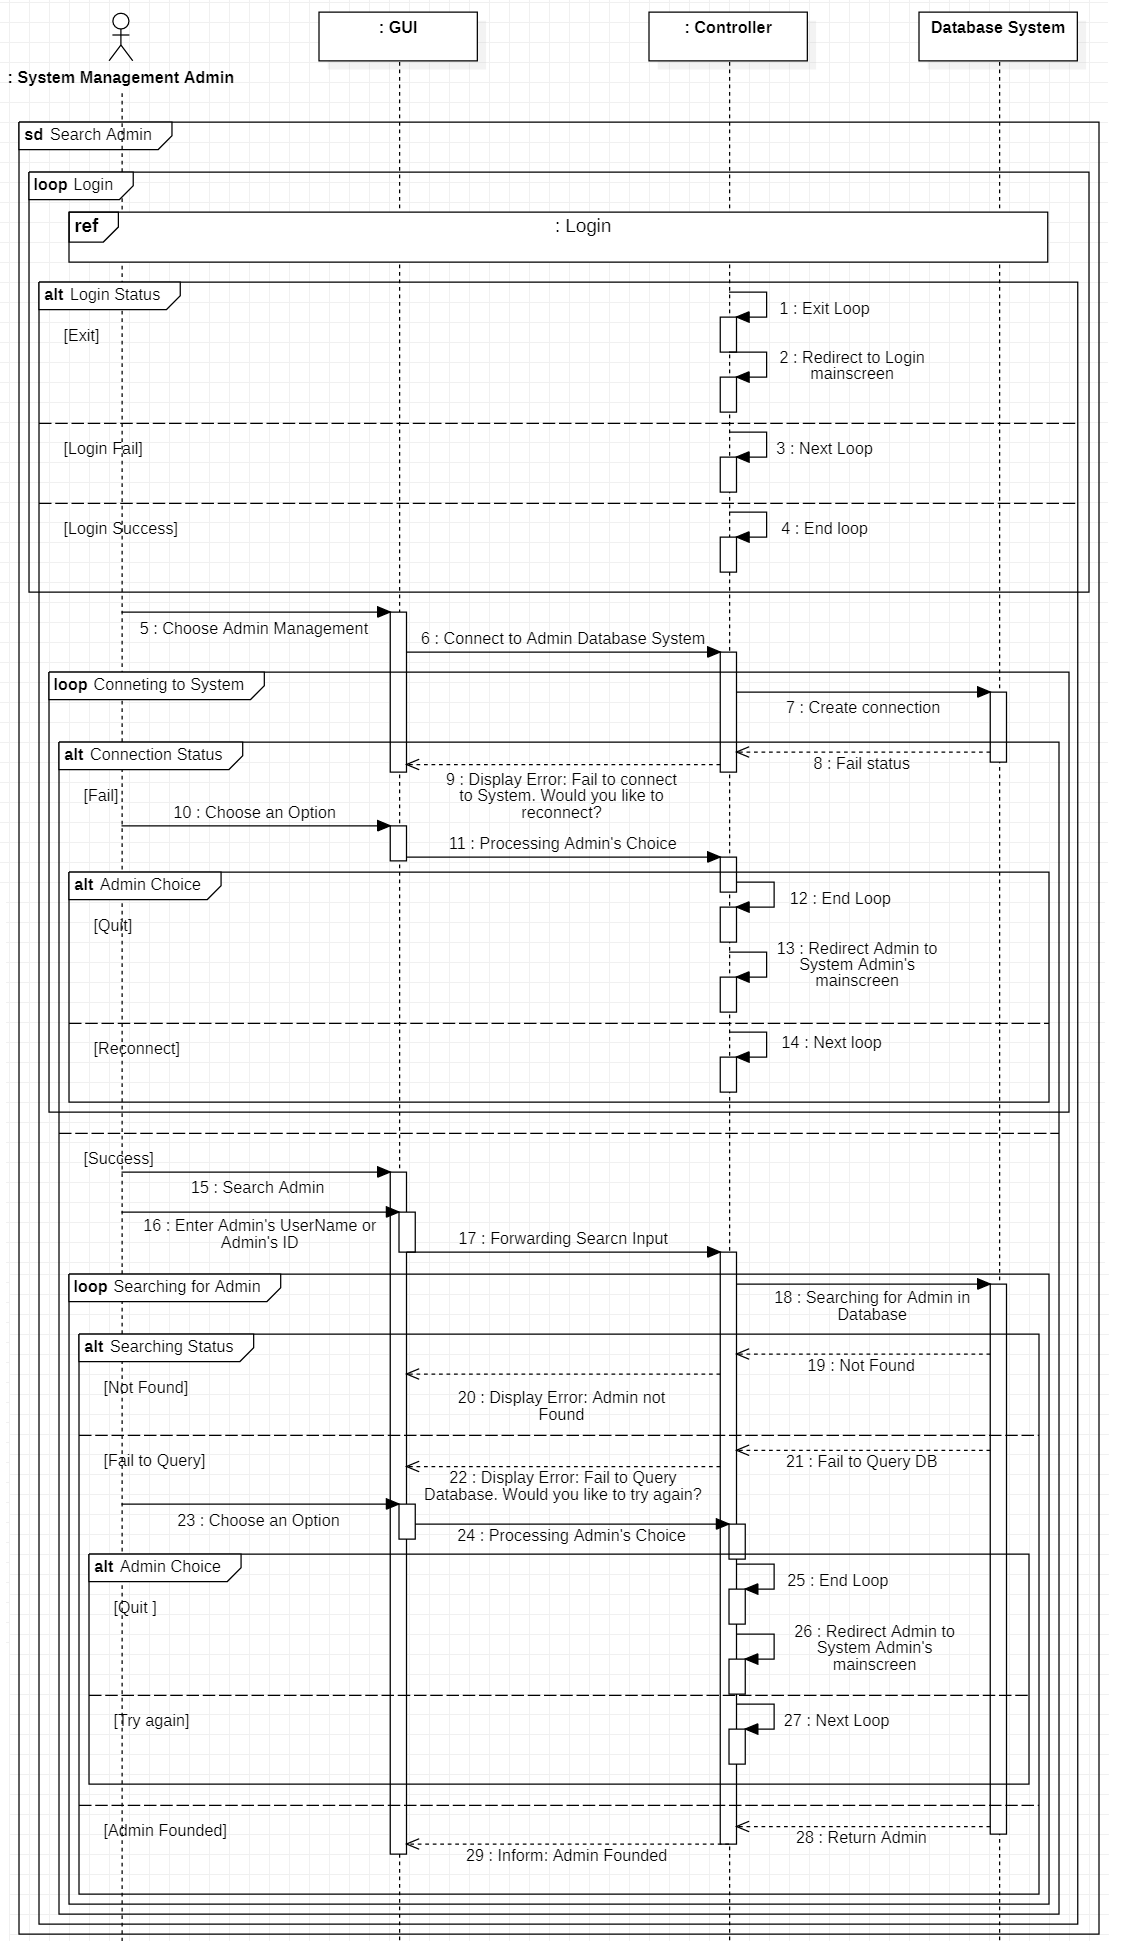 : GUI
: Controller
Database System
: System Management Admin
sd Search Admin
loop Login
ref
: Login
alt Login Status
[Exit]
1 : Exit Loop
2 : Redirect to Login
mainscreen
[Login Fail]
3 : Next Loop
[Login Success]
4 : End loop
5 : Choose Admin Management
6 : Connect to Admin Database System
loop Conneting to System
7 : Create connection
alt Connection Status
8 : Fail status
9 : Display Error: Fail to connect
to System. Would you like to
reconnect?
[Fail]
10 : Choose an Option
11 : Processing Admin's Choice
alt Admin Choice
[Quit]
12 : End Loop
13 : Redirect Admin to
System Admin's
mainscreen
[Reconnect]
14 : Next loop
[Success]
15 : Search Admin
16 : Enter Admin's UserName or
Admin's ID
17 : Forwarding Searcn Input
loop Searching for Admin
18 : Searching for Admin in
Database
alt Searching Status
19 : Not Found
[Not Found]
20 : Display Error: Admin not
Found
[Fail to Query]
21 : Fail to Query DB
22 : Display Error: Fail to Query
Database. Would you like to try again?
23 : Choose an Option
24 : Processing Admin's Choice
alt Admin Choice
25 : End Loop
[Quit ]
26 : Redirect Admin to
System Admin's
mainscreen
[Try again]
27 : Next Loop
[Admin Founded]
28 : Return Admin
29 : Inform: Admin Founded